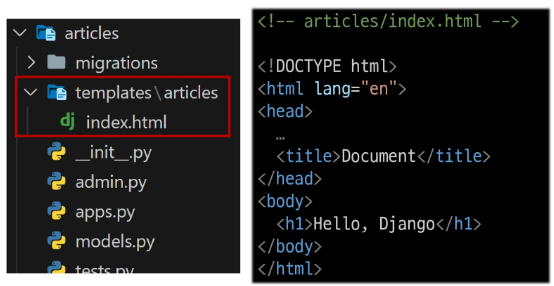 articles
migrations
templates\articles
index.html
__init__.py
admin.py
apps.py
models.py
tests.py
<!-- articles/index.html -->
<!DOCTYPE html>
<html lang="en">
<head>
…
<title>Document</title>
</head>
<body>
<h1>Hello, Django</h1>
</body>
</html>